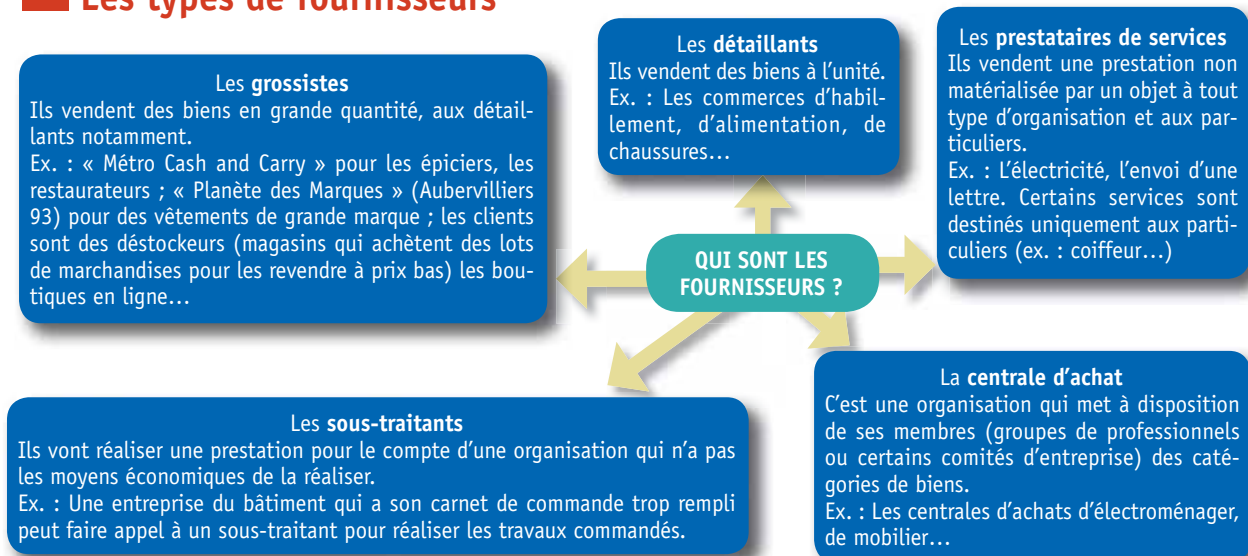 Les types de fournisseurs
Les grossistes
Ils vendent des biens en grande quantité, aux détail-
lants notamment.
Ex. : « Métro Cash and Carry » pour les épiciers, les
restaurateurs ; « Planète des Marques » (Aubervilliers
93) pour des vêtements de grande marque ; les clients
sont des déstockeurs (magasins qui achètent des lots
de marchandises pour les revendre à prix bas) les bou-
tiques en ligne…
Les détaillants
Ils vendent des biens à l'unité.
Ex. : Les commerces d'habil-
lement, d'alimentation, de
chaussures…
Les prestataires de services
Ils vendent une prestation non
matérialisée par un objet à tout
type d'organisation et aux par-
ticuliers.
Ex. : L'électricité, l'envoi d'une
lettre. Certains services sont
destinés uniquement aux parti-
culiers (ex. : coiffeur…)
QUI SONT LES
FOURNISSEURS ?
Les sous-traitants
Ils vont réaliser une prestation pour le compte d'une organisation qui n'a pas
les moyens économiques de la réaliser.
Ex. : Une entreprise du bâtiment qui a son carnet de commande trop rempli
peut faire appel à un sous-traitant pour réaliser les travaux commandés.
La centrale d'achat
C'est une organisation qui met à disposition
de ses membres (groupes de professionnels
ou certains comités d'entreprise) des caté-
gories de biens.
Ex. : Les centrales d'achats d'électroménager,
de mobilier…